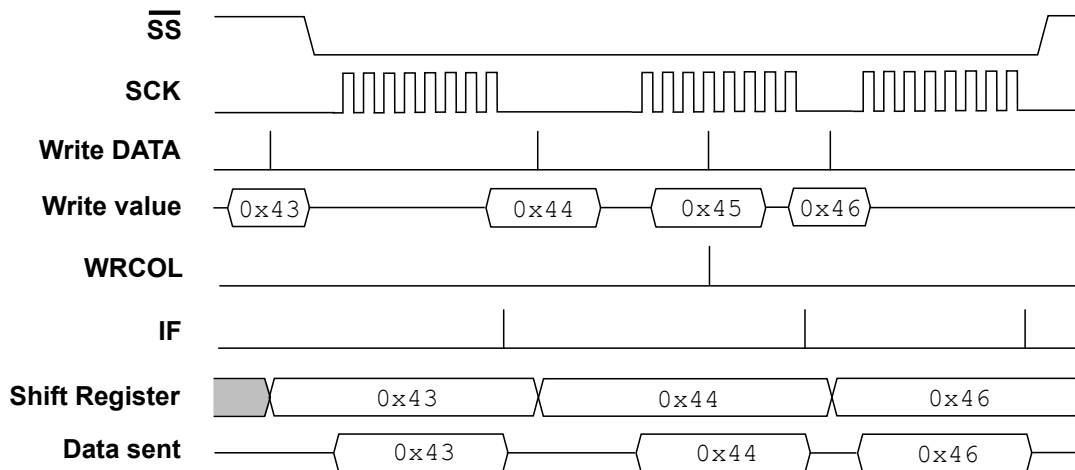 SS
SCK
Write DATA
Write value 0x43 0x44 0x45 0x46
WRCOL
IF
Shift Register 0x43 0x44 0x46
Data sent 0x43 0x44 0x46